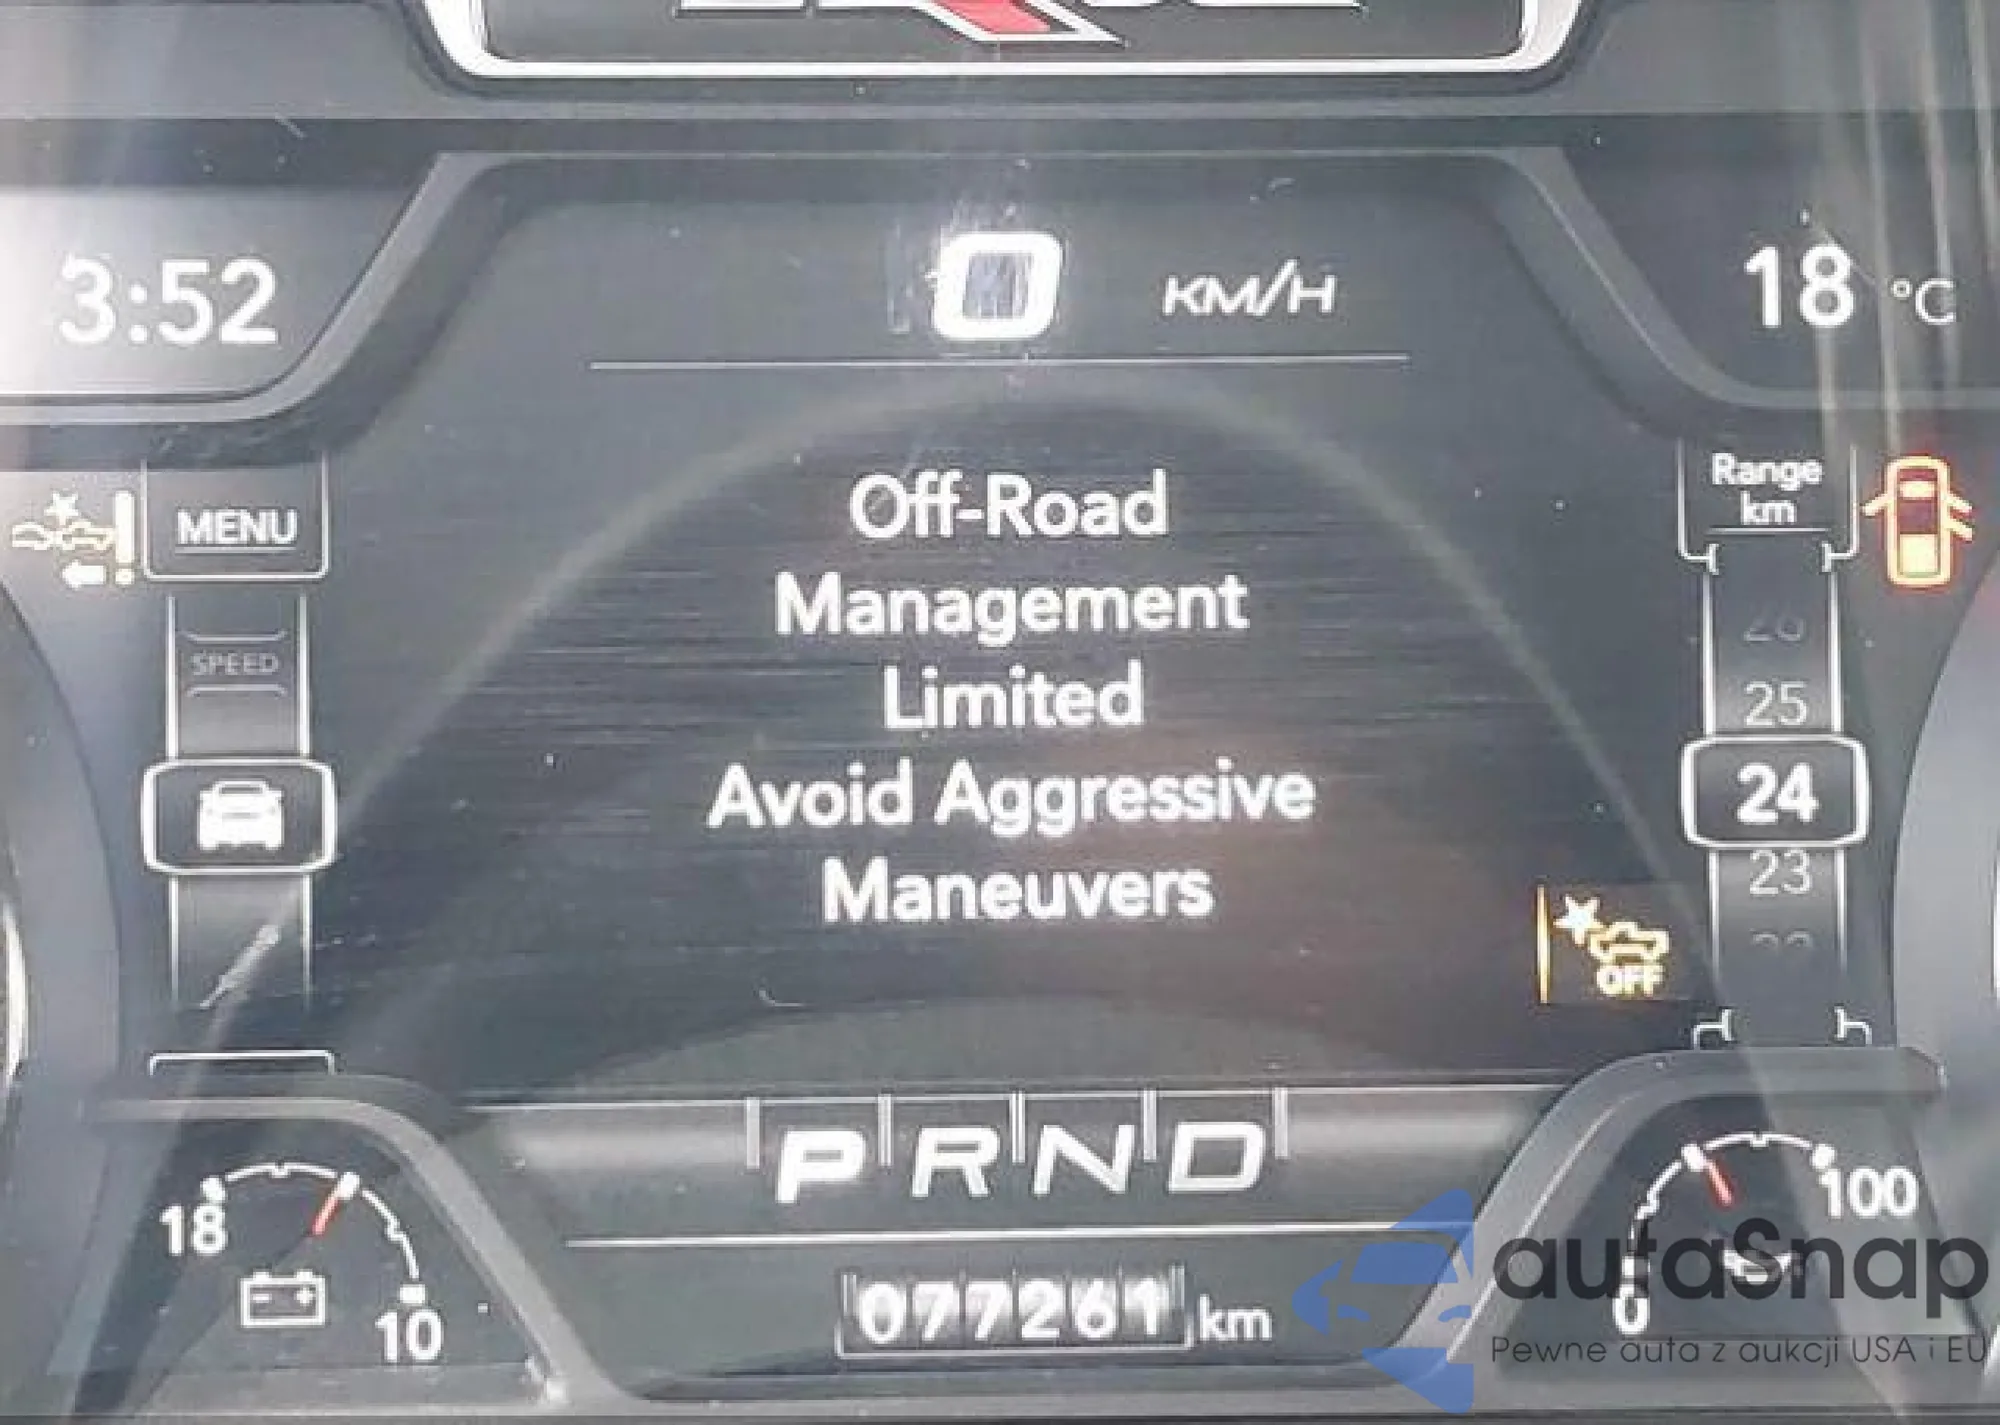 0 KM/H
3:52
18 °C
MENU
SPEED
Off-Road
Management
Limited
Avoid Aggressive
Maneuvers
Range
km
25
24
23
OFF
P R N D
18
10
077261 km
100
0
autaSnap
Pewne auta z aukcji USA i EU